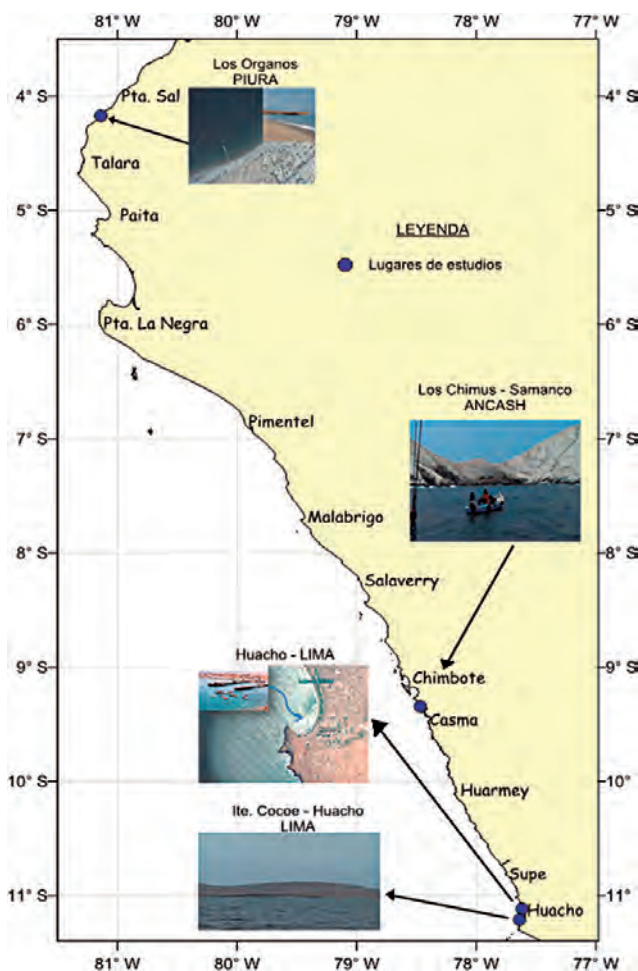 81° W
80° W
79° W
78° W
77° W
Los Organos
PIURA
4° S
Pta. Sal
4° S
Talara
5° S
Paita
5° S
LEYENDA
Lugares de estudios
6° S
Pta. La Negra
6° S
Los Chimus - Samanco
ANCASH
7° S
Pimentel
7° S
Malabrigo
8° S
Salaverry
8° S
Huacho - LIMA
9° S
Chimbote
9° S
Casma
10° S
Huarmey
10° S
Ite. Cocoe - Huacho
LIMA
Supe
11° S
Huacho
11° S
81° W
80° W
79° W
78° W
77° W